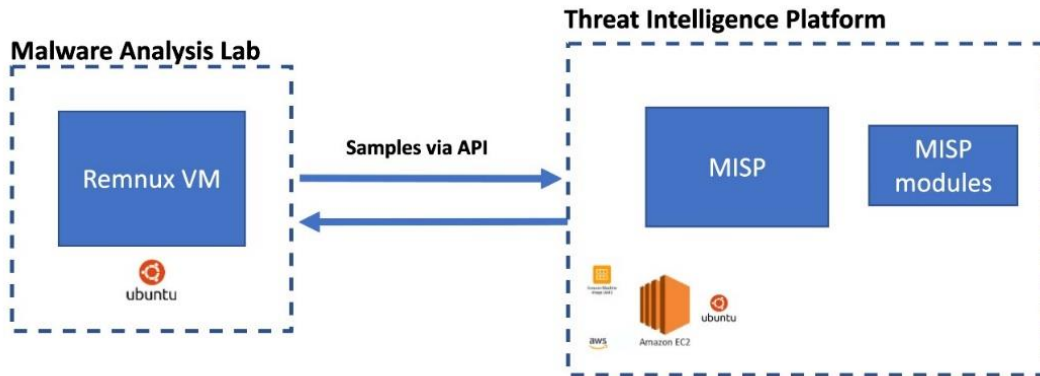 Threat Intelligence Platform
Malware Analysis Lab
Samples via API
Remnux VM
MISP
MISP
modules
ubuntu
ubuntu
aws
Amazon EC2